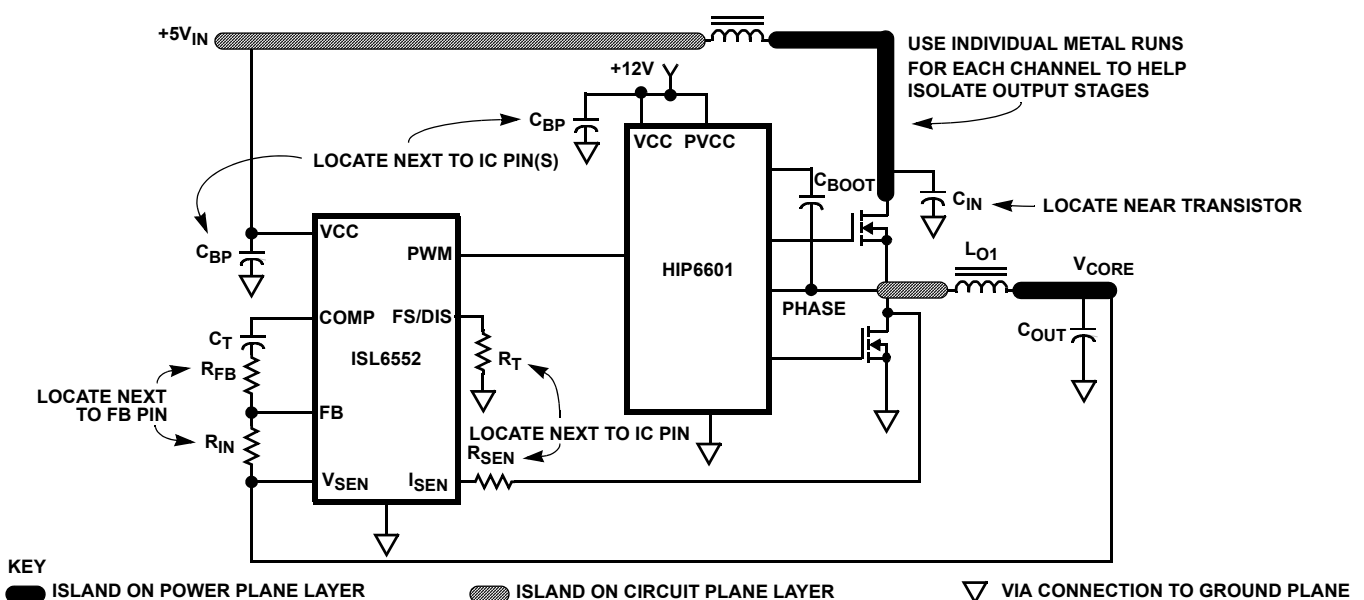 +5VIN
USE INDIVIDUAL METAL RUNS
FOR EACH CHANNEL TO HELP
ISOLATE OUTPUT STAGES
+12V
CBP
VCC PVCC
LOCATE NEXT TO IC PIN(S)
CBOOT
CIN
LOCATE NEAR TRANSISTOR
VCC
CBP
PWM
HIP6601
LO1
VCORE
PHASE
COMP
FS/DIS
CT
RFB
ISL6552
RT
COUT
LOCATE NEXT
TO FB PIN
FB
RIN
LOCATE NEXT TO IC PIN
RSEN
VSEN
ISEN
KEY
ISLAND ON POWER PLANE LAYER
ISLAND ON CIRCUIT PLANE LAYER
VIA CONNECTION TO GROUND PLANE